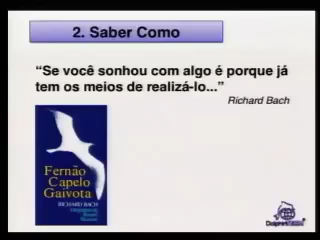 2. Saber Como
“Se você sonhou com algo é porque já
tem os meios de realizá-lo...”
Richard Bach
Fernão
Capelo
Gaivota
RICHARD BACH